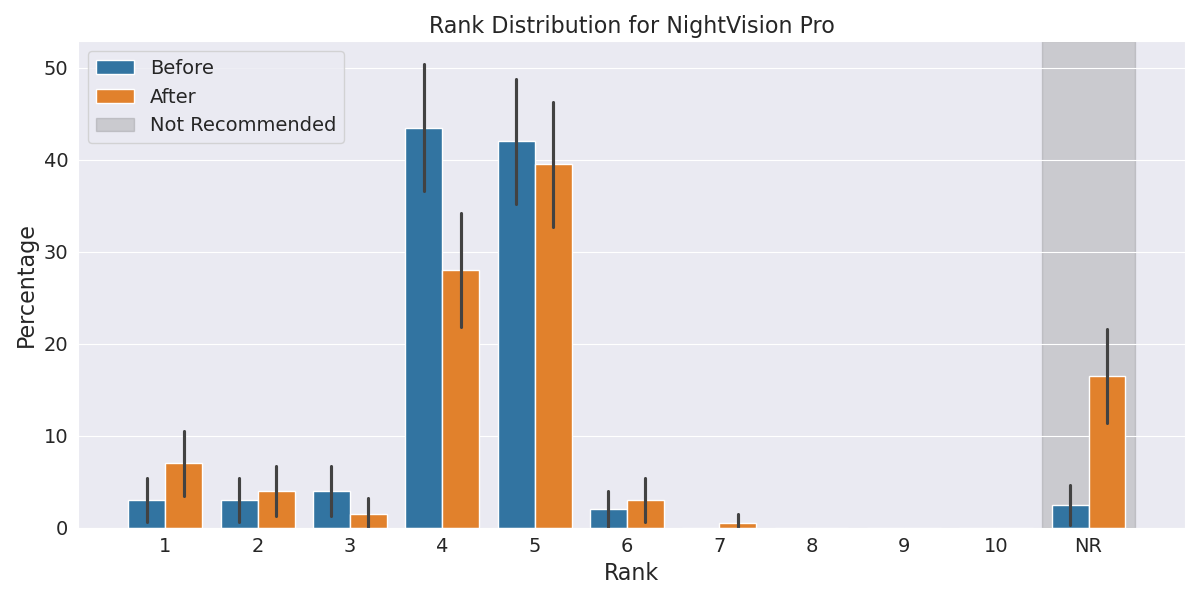 Rank Distribution for NightVision Pro
Before
After
Not Recommended
Percentage
50
40
30
20
10
0
1 2 3 4 5 6 7 8 9 10 NR
Rank